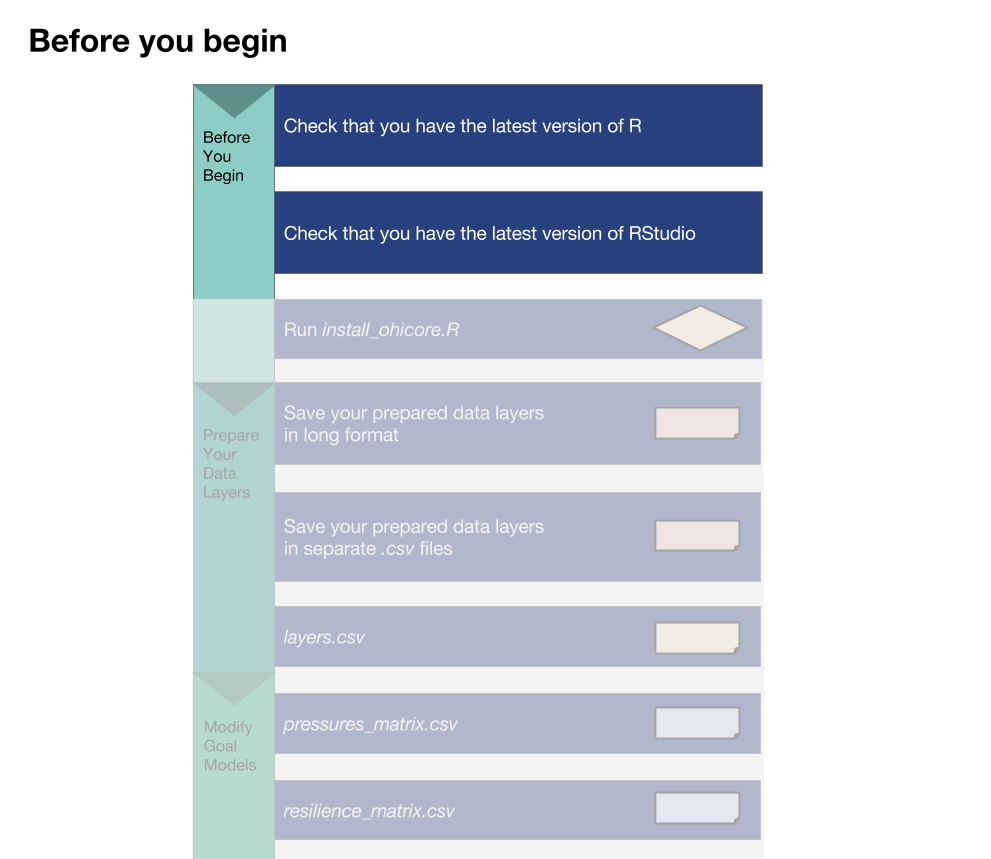 Before you begin
Before
You
Begin
Check that you have the latest version of R
Check that you have the latest version of RStudio
Run install_ohicore.R
Prepare
Your
Data
Layers
Save your prepared data layers
in long format
Save your prepared data layers
in separate .csv files
layers.csv
Modify
Goal
Models
pressures_matrix.csv
resilience_matrix.csv